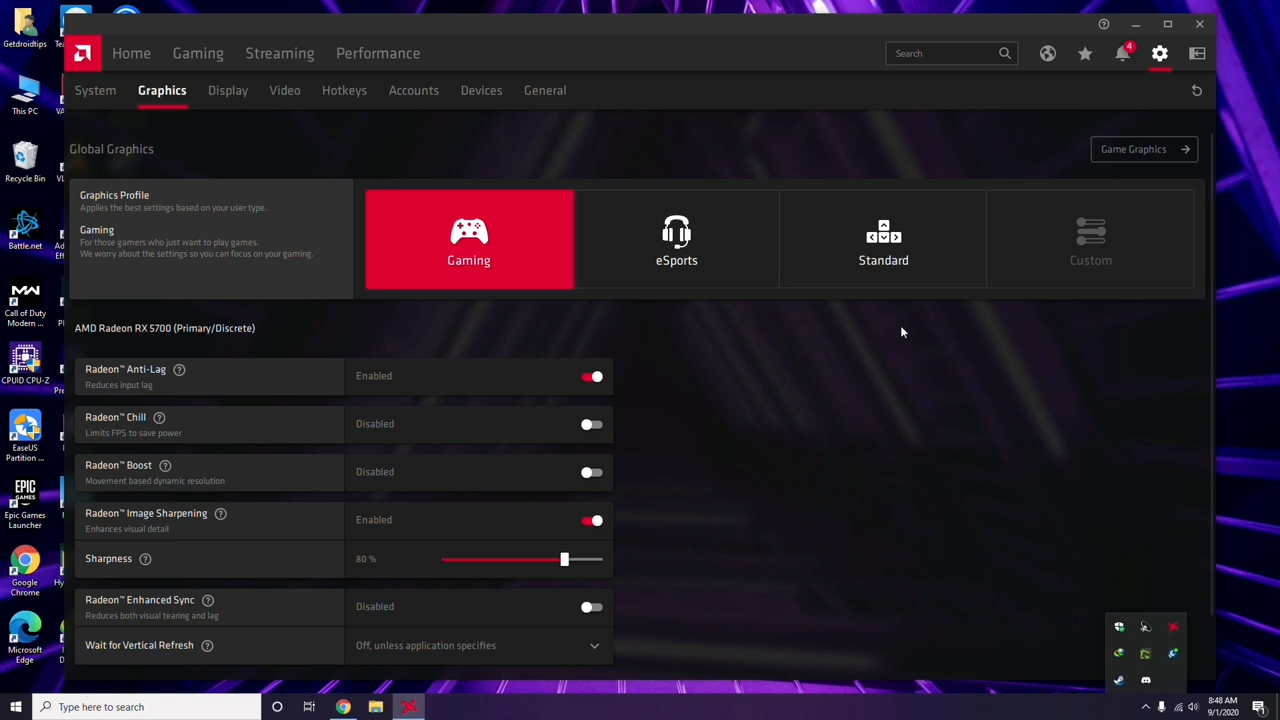 Getdroidtips
This PC
Recycle Bin
Battle.net
Call of Duty
Modern ...
CPUID CPU-Z
EaseUS
Partition ...
Epic Games
Launcher
Google
Chrome
Microsoft
Edge
Home
Gaming
Streaming
Performance
Search
4
System
Graphics
Display
Video
Hotkeys
Accounts
Devices
General
Global Graphics
Game Graphics
Graphics Profile
Applies the best settings based on your user type.
Gaming
For those gamers who just want to play games.
We worry about the settings so you can focus on your gaming.
Gaming
eSports
Standard
Custom
AMD Radeon RX 5700 (Primary/Discrete)
Radeon™ Anti-Lag
Reduces input lag
Enabled
Radeon™ Chill
Limits FPS to save power
Disabled
Radeon™ Boost
Movement based dynamic resolution
Disabled
Radeon™ Image Sharpening
Enhances visual detail
Enabled
Sharpness
80 %
Radeon™ Enhanced Sync
Reduces both visual tearing and lag
Disabled
Wait for Vertical Refresh
Off, unless application specifies
Type here to search
8:48 AM
9/1/2020
1